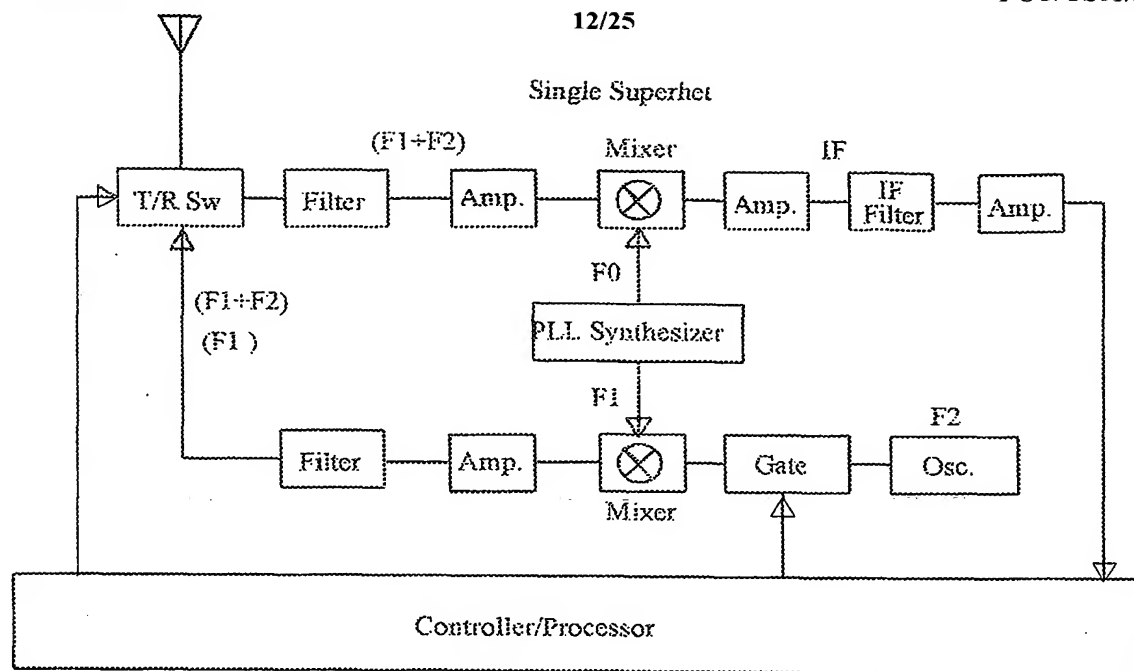 12/25
Single Superhet
(F1+F2)
Mixer
IF
T/R Sw
Filter
Amp.
Amp.
IF
Filter
Amp.
F0
(F1+F2)
(F1 )
PLL Synthesizer
F1
F2
Filter
Amp.
Gate
Osc.
Mixer
Controller/Processor